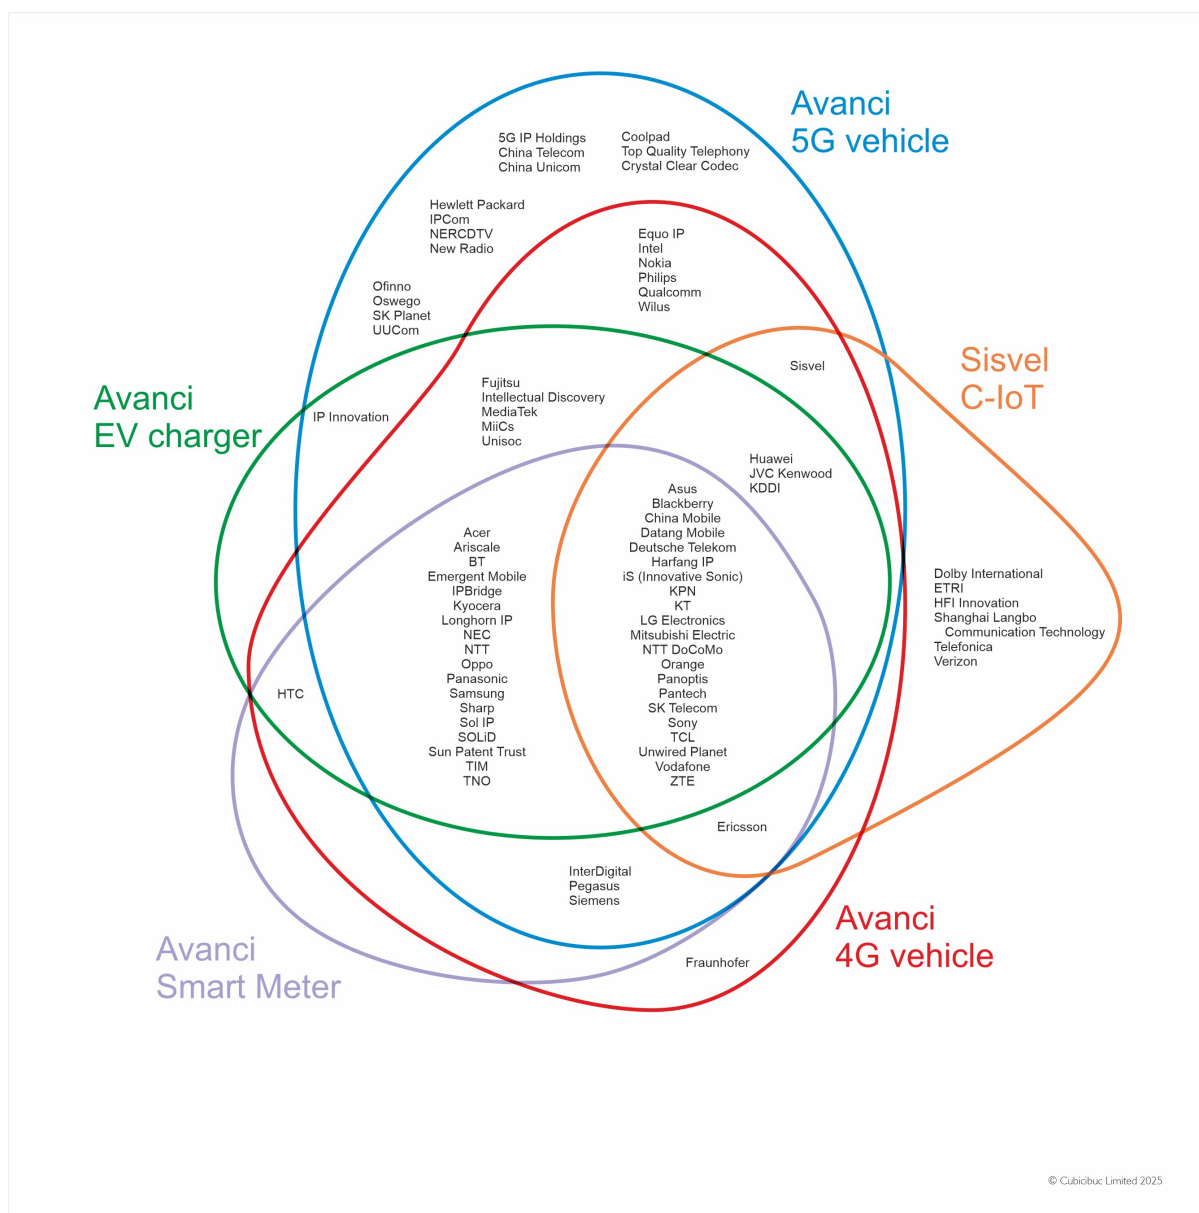 Avanci
5G vehicle
5G IP Holdings
China Telecom
China Unicom
Coolpad
Top Quality Telephony
Crystal Clear Codec
Hewlett Packard
IPCom
NERCDTV
New Radio
Equo IP
Intel
Nokia
Philips
Qualcomm
Wilus
Ofinno
Oswego
SK Planet
UUCom
Sisvel
C-IoT
Sisvel
Avanci
EV charger
IP Innovation
Fujitsu
Intellectual Discovery
MediaTek
MiiCs
Unisoc
Huawei
JVC Kenwood
KDDI
Acer
Ariscale
BT
Emergent Mobile
IPBridge
Kyocera
Longhorn IP
NEC
NTT
Oppo
Panasonic
Samsung
Sharp
Sol IP
SOLiD
Sun Patent Trust
TIM
TNO
Asus
Blackberry
China Mobile
Datang Mobile
Deutsche Telekom
Harfang IP
iS (Innovative Sonic)
KPN
KT
LG Electronics
Mitsubishi Electric
NTT DoCoMo
Orange
Panoptis
Pantech
SK Telecom
Sony
TCL
Unwired Planet
Vodafone
ZTE
Dolby International
ETRI
HFI Innovation
Shanghai Langbo
Communication Technology
Telefonica
Verizon
HTC
Ericsson
InterDigital
Pegasus
Siemens
Avanci
4G vehicle
Avanci
Smart Meter
Fraunhofer
© Cubicibuc Limited 2025